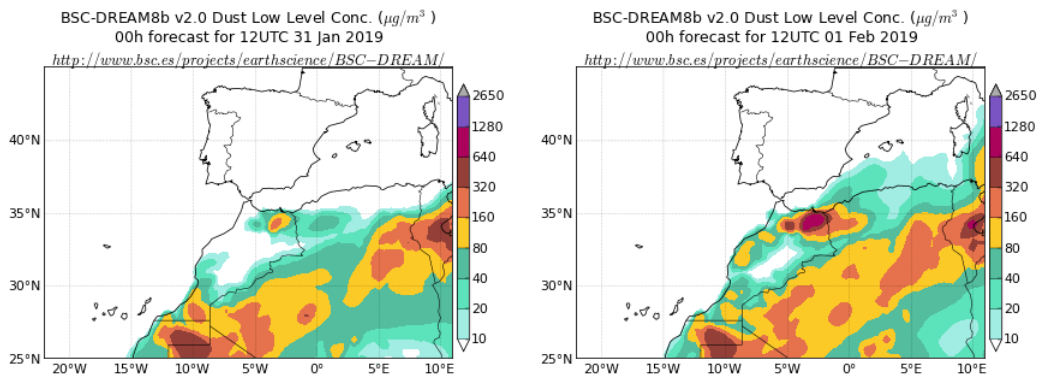 BSC-DREAM8b v2.0 Dust Low Level Conc. (μg/m³ )
00h forecast for 12UTC 31 Jan 2019
http://www.bsc.es/projects/earthscience/BSC−DREAM/
40°N
35°N
30°N
25°N
20°W
15°W
10°W
5°W
0°
5°E
10°E
2650
1280
640
320
160
80
40
20
10
BSC-DREAM8b v2.0 Dust Low Level Conc. (μg/m³ )
00h forecast for 12UTC 01 Feb 2019
http://www.bsc.es/projects/earthscience/BSC−DREAM/
40°N
35°N
30°N
25°N
20°W
15°W
10°W
5°W
0°
5°E
10°E
2650
1280
640
320
160
80
40
20
10